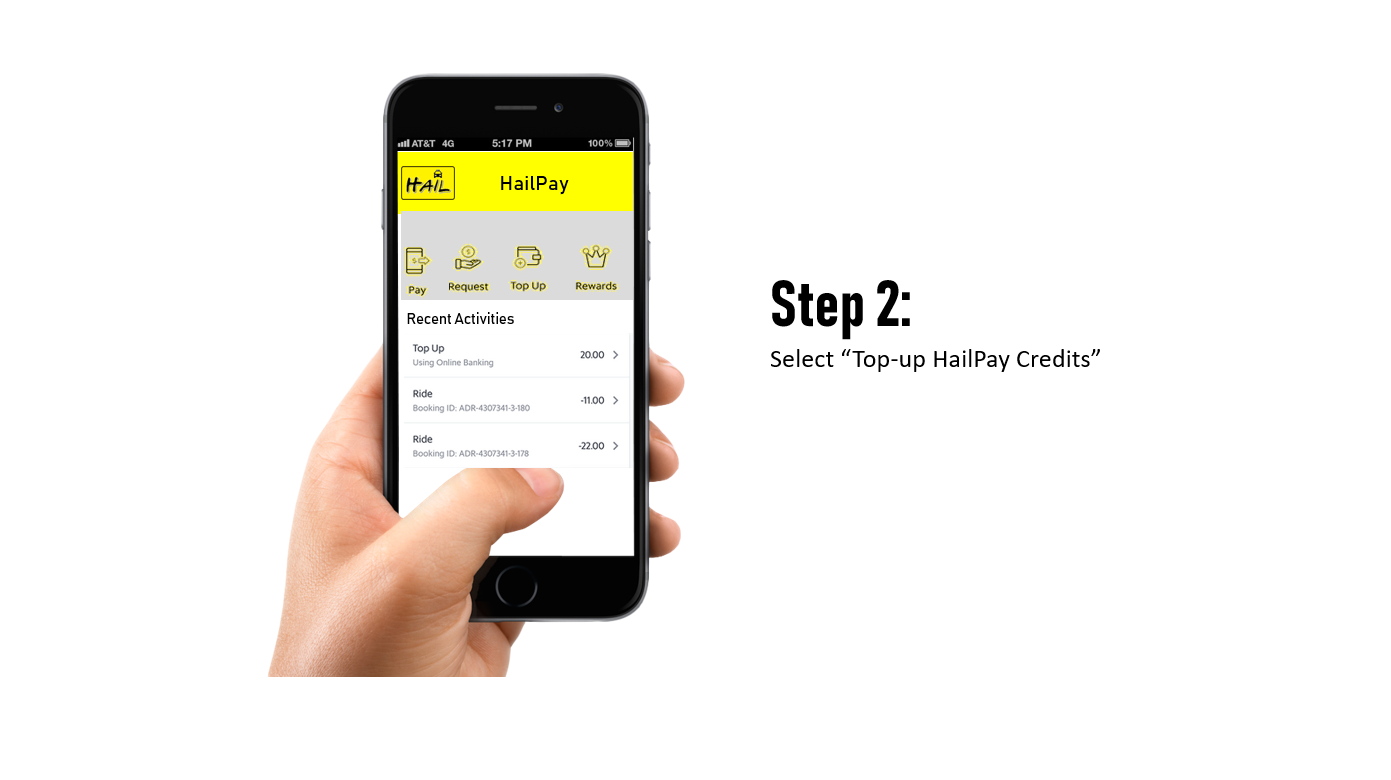 AT&T 4G 5:17 PM 100%
HAIL
HailPay
Pay Request Top Up Rewards
Recent Activities
Top Up 20.00
Using Online Banking
Ride -11.00
Booking ID: ADR-4307341-3-180
Ride -22.00
Booking ID: ADR-4307341-3-178
Step 2:
Select “Top-up HailPay Credits”